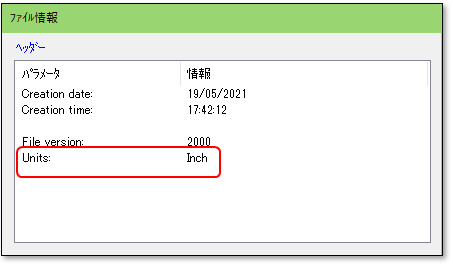 ファイル情報
ヘッダー
パラメータ 情報
Creation date: 19/05/2021
Creation time: 17:42:12
File version: 2000
Units: Inch